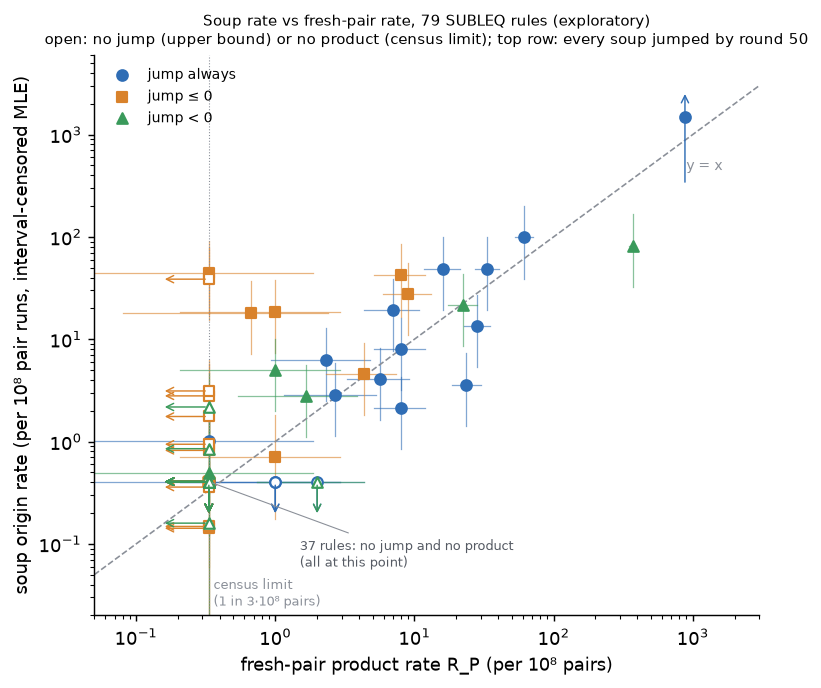 Soup rate vs fresh-pair rate, 79 SUBLEQ rules (exploratory)
open: no jump (upper bound) or no product (census limit); top row: every soup jumped by round 50
jump always
jump ≤ 0
jump < 0
y = x
37 rules: no jump and no product
(all at this point)
census limit
(1 in 3·10⁸ pairs)
soup origin rate (per 10⁸ pair runs, interval-censored MLE)
10³
10²
10¹
10⁰
10⁻¹
10⁻¹
10⁰
10¹
10²
10³
fresh-pair product rate R_P (per 10⁸ pairs)